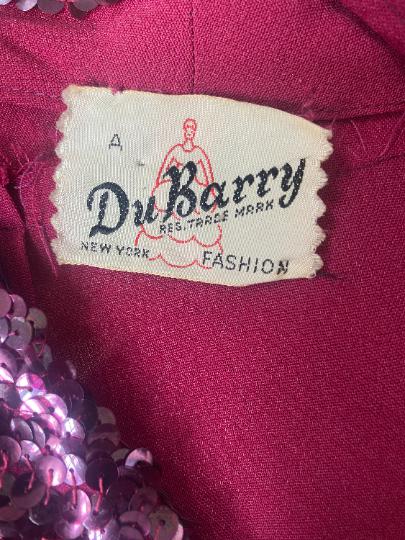 A
DuBarry
REG. TRADE MARK
NEW YORK
FASHION